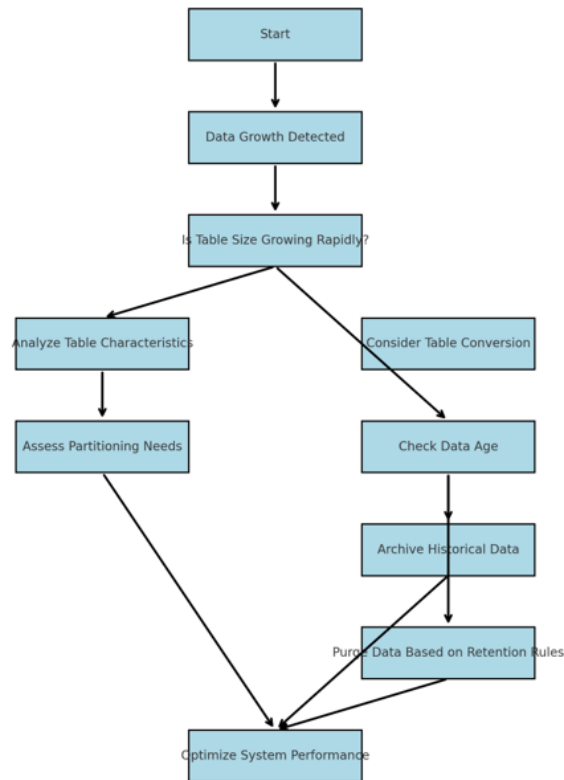 Start
Data Growth Detected
Is Table Size Growing Rapidly?
Analyze Table Characteristics
Consider Table Conversion
Assess Partitioning Needs
Check Data Age
Archive Historical Data
Purge Data Based on Retention Rules
Optimize System Performance